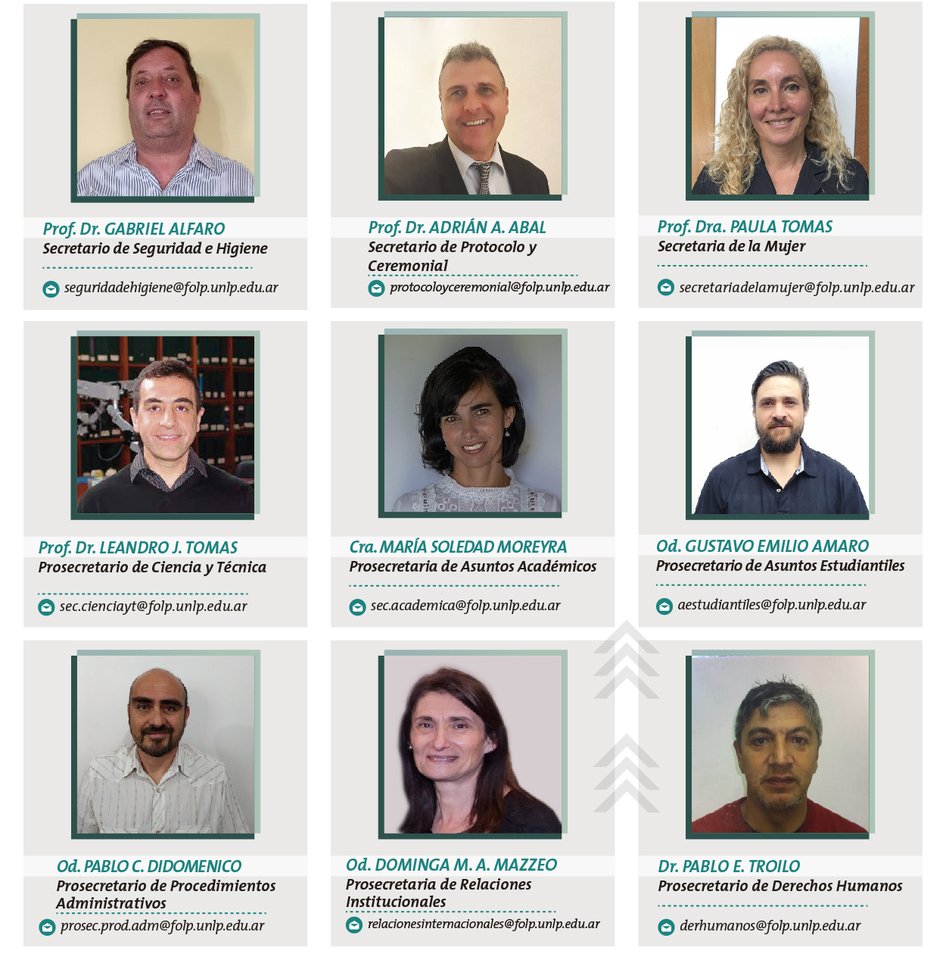 Prof. Dr. GABRIEL ALFARO
Secretario de Seguridad e Higiene
seguridadehigiene@folp.unlp.edu.ar
Prof. Dr. ADRIÁN A. ABAL
Secretario de Protocolo y
Ceremonial
protocoloyceremonial@folp.unlp.edu.ar
Prof. Dra. PAULA TOMAS
Secretaria de la Mujer
secretariadelamujer@folp.unlp.edu.ar
Prof. Dr. LEANDRO J. TOMAS
Prosecretario de Ciencia y Técnica
sec.cienciayt@folp.unlp.edu.ar
Cra. MARÍA SOLEDAD MOREYRA
Prosecretaria de Asuntos Académicos
sec.academica@folp.unlp.edu.ar
Od. GUSTAVO EMILIO AMARO
Prosecretario de Asuntos Estudiantiles
aestudiantiles@folp.unlp.edu.ar
Od. PABLO C. DIDOMENICO
Prosecretario de Procedimientos
Administrativos
prosec.prod.adm@folp.unlp.edu.ar
Od. DOMINGA M. A. MAZZEO
Prosecretaria de Relaciones
Institucionales
relacionesinternacionales@folp.unlp.edu.ar
Dr. PABLO E. TROILO
Prosecretario de Derechos Humanos
derhumanos@folp.unlp.edu.ar